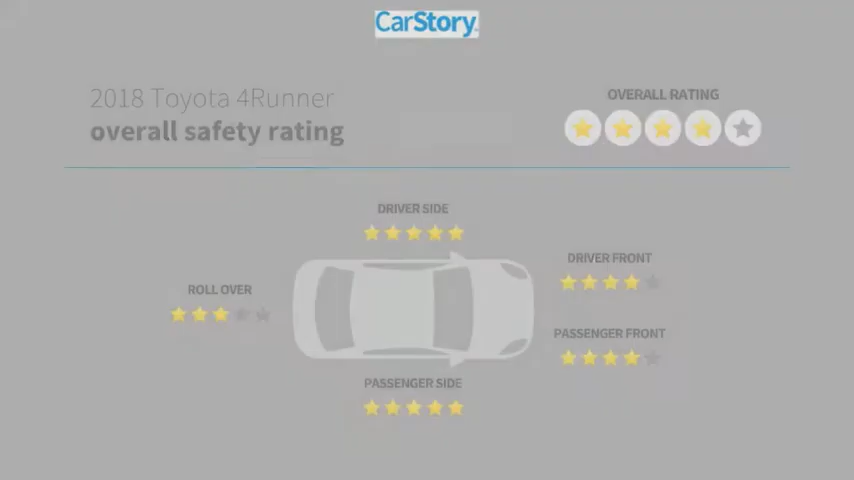 CarStory
2018 Toyota 4Runner
overall safety rating
OVERALL RATING
DRIVER SIDE
DRIVER FRONT
ROLL OVER
PASSENGER FRONT
PASSENGER SIDE